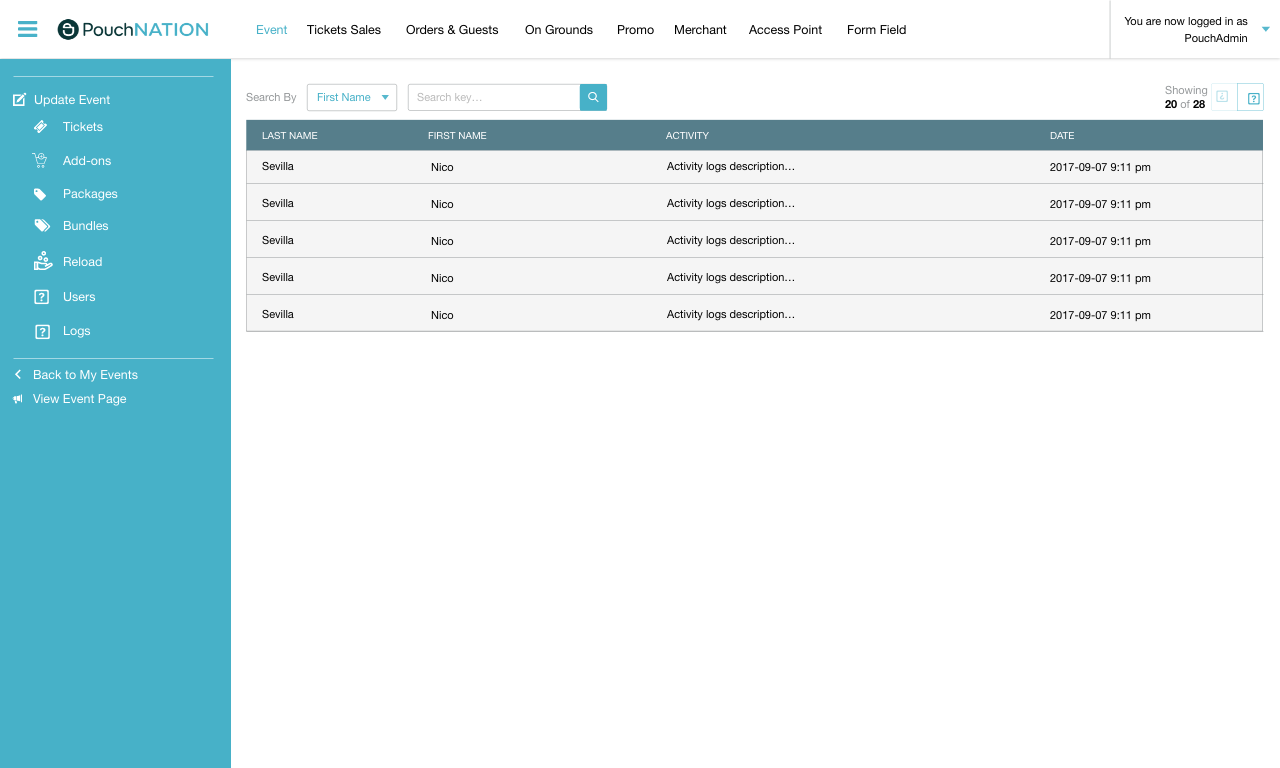 PouchNATION
Event Tickets Sales Orders & Guests On Grounds Promo Merchant Access Point Form Field
You are now logged in as
PouchAdmin
Update Event
Tickets
Add-ons
Packages
Bundles
Reload
Users
Logs
Back to My Events
View Event Page
Search By First Name Search key...
Showing
20 of 28
LAST NAME FIRST NAME ACTIVITY DATE
Sevilla Nico Activity logs description... 2017-09-07 9:11 pm
Sevilla Nico Activity logs description... 2017-09-07 9:11 pm
Sevilla Nico Activity logs description... 2017-09-07 9:11 pm
Sevilla Nico Activity logs description... 2017-09-07 9:11 pm
Sevilla Nico Activity logs description... 2017-09-07 9:11 pm